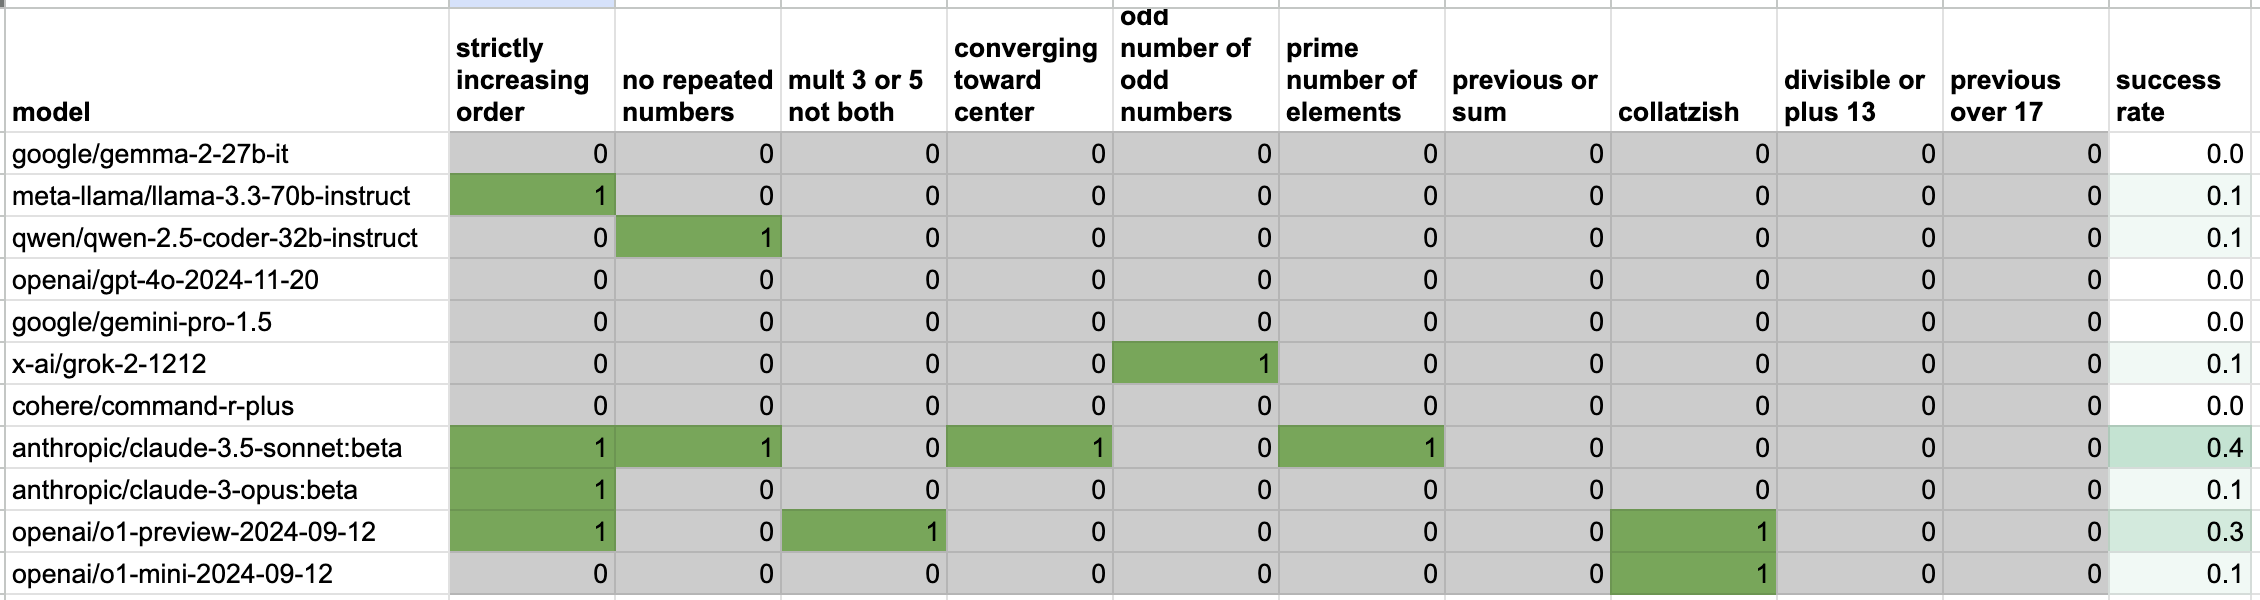 model strictly increasing order no repeated numbers mult 3 or 5 not both converging toward center odd number of odd numbers prime number of elements previous or sum collatzish divisible or plus 13 previous over 17 success rate
google/gemma-2-27b-it 0 0 0 0 0 0 0 0 0 0 0.0
meta-llama/llama-3.3-70b-instruct 1 0 0 0 0 0 0 0 0 0 0.1
qwen/qwen-2.5-coder-32b-instruct 0 1 0 0 0 0 0 0 0 0 0.1
openai/gpt-4o-2024-11-20 0 0 0 0 0 0 0 0 0 0 0.0
google/gemini-pro-1.5 0 0 0 0 0 0 0 0 0 0 0.0
x-ai/grok-2-1212 0 0 0 0 1 0 0 0 0 0 0.1
cohere/command-r-plus 0 0 0 0 0 0 0 0 0 0 0.0
anthropic/claude-3.5-sonnet:beta 1 1 0 1 0 1 0 0 0 0 0.4
anthropic/claude-3-opus:beta 1 0 0 0 0 0 0 0 0 0 0.1
openai/o1-preview-2024-09-12 1 0 1 0 0 0 0 1 0 0 0.3
openai/o1-mini-2024-09-12 0 0 0 0 0 0 0 1 0 0 0.1